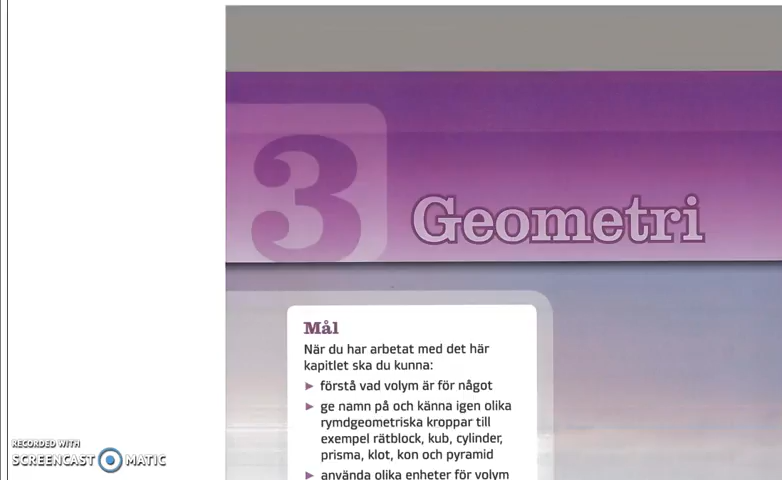 3
Geometri
Mål
När du har arbetat med det här
kapitlet ska du kunna:
► förstå vad volym är för något
► ge namn på och känna igen olika
rymdgeometriska kroppar till
exempel rätblock, kub, cylinder,
prisma, klot, kon och pyramid
► använda olika enheter för volym
RECORDED WITH
SCREENCAST MATIC